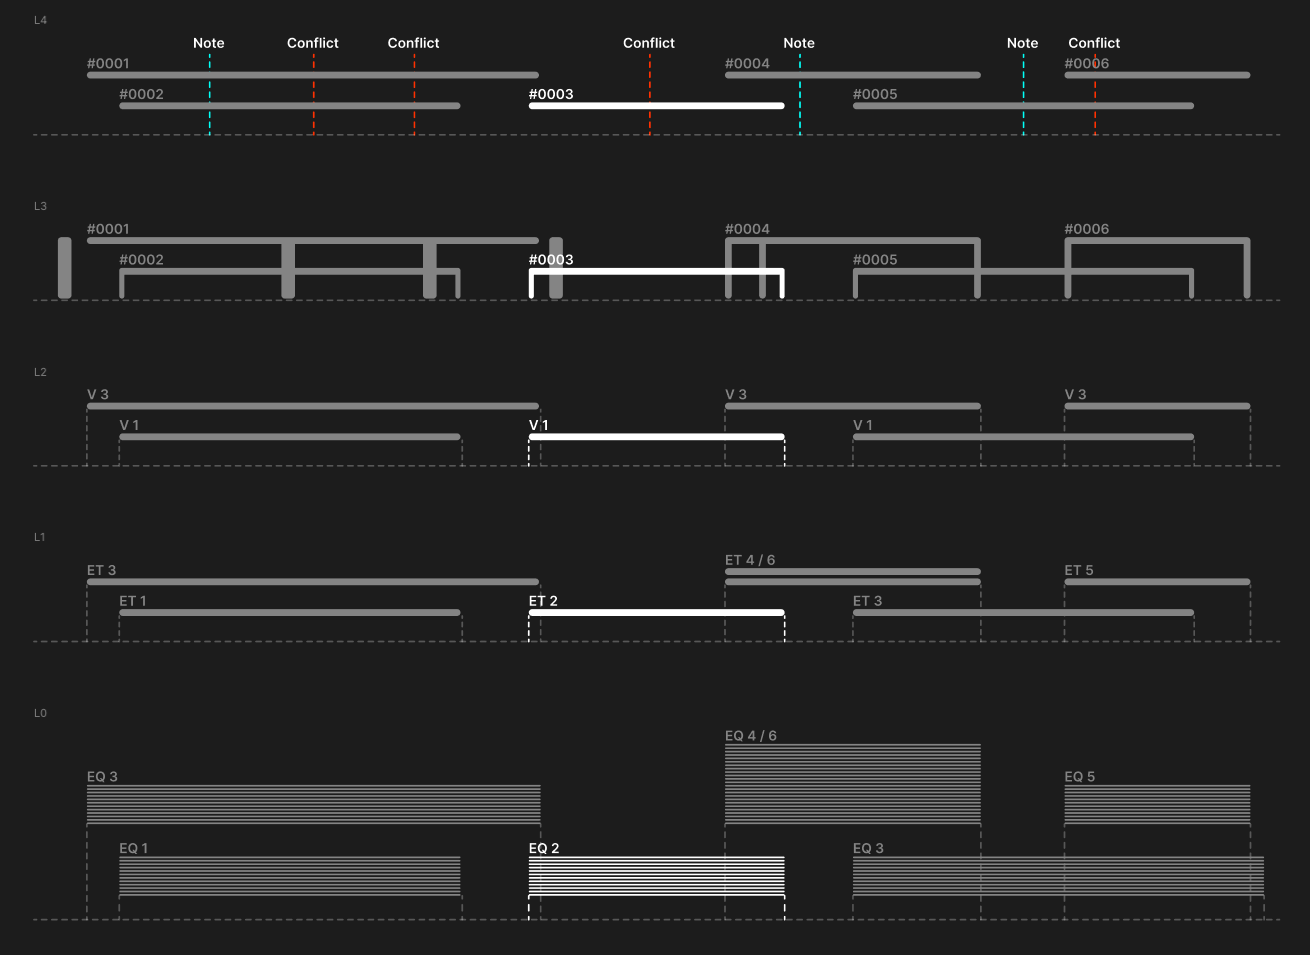 L4
Note Conflict Conflict Conflict Note Note Conflict
#0001 #0004 #0006
#0002 #0003 #0005
L3
#0001 #0004 #0006
#0002 #0003 #0005
L2
V 3 V 3 V 3
V 1 V 1 V 1
L1
ET 4 / 6
ET 3 ET 5
ET 1 ET 2 ET 3
L0
EQ 4 / 6
EQ 3 EQ 5
EQ 1 EQ 2 EQ 3